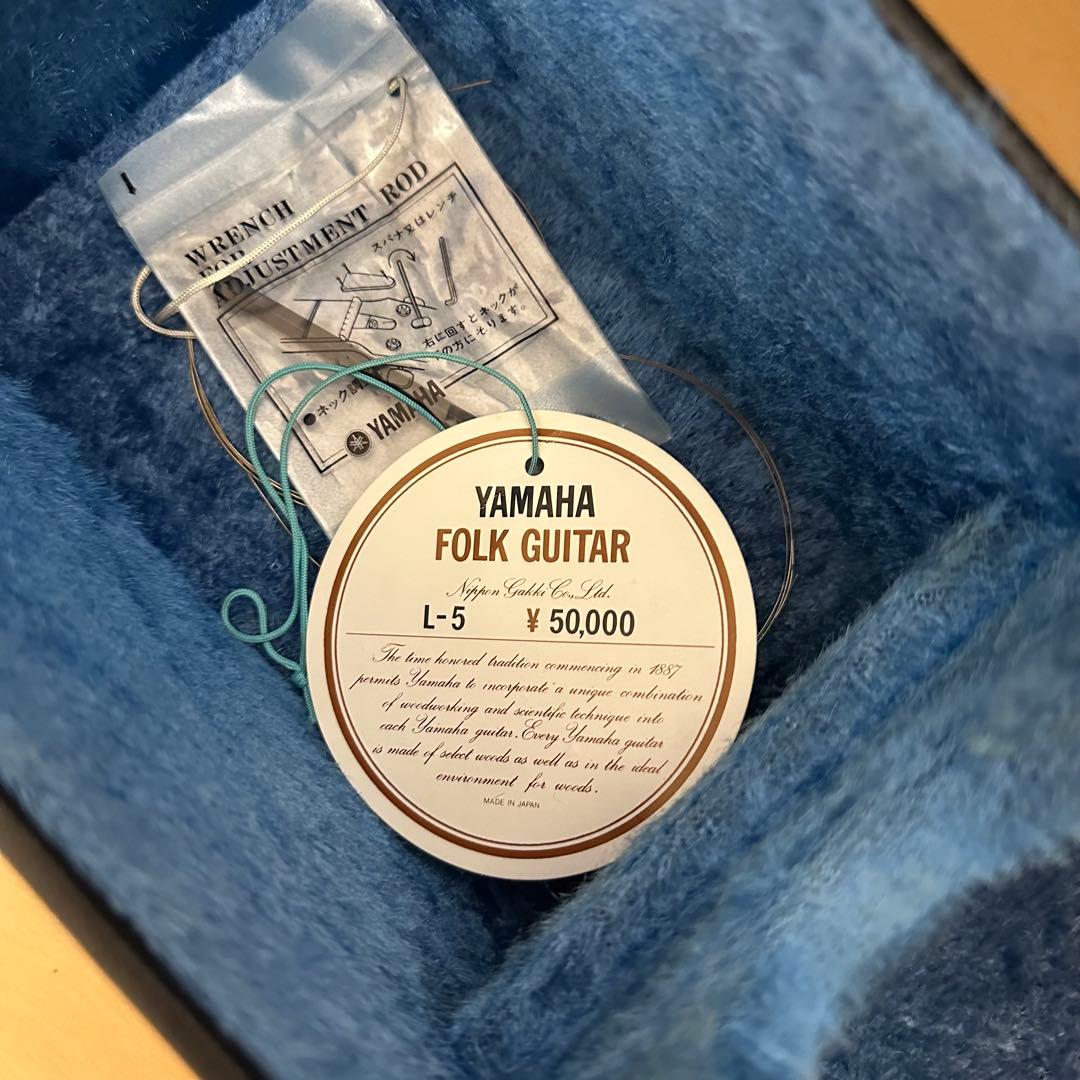 WRENCH
FOR
ADJUSTMENT ROD
スパナ又はレンチ
右に回すとネックが
の方にそります。
●ネック調
YAMAHA
YAMAHA
FOLK GUITAR
Nippon Gakki Co., Ltd.
L-5 ¥ 50,000
The time honored tradition commencing in 1887
permits Yamaha to incorporate a unique combination
of woodworking and scientific technique into
each Yamaha guitar. Every Yamaha guitar
is made of select woods as well as in the ideal
environment for woods.
MADE IN JAPAN